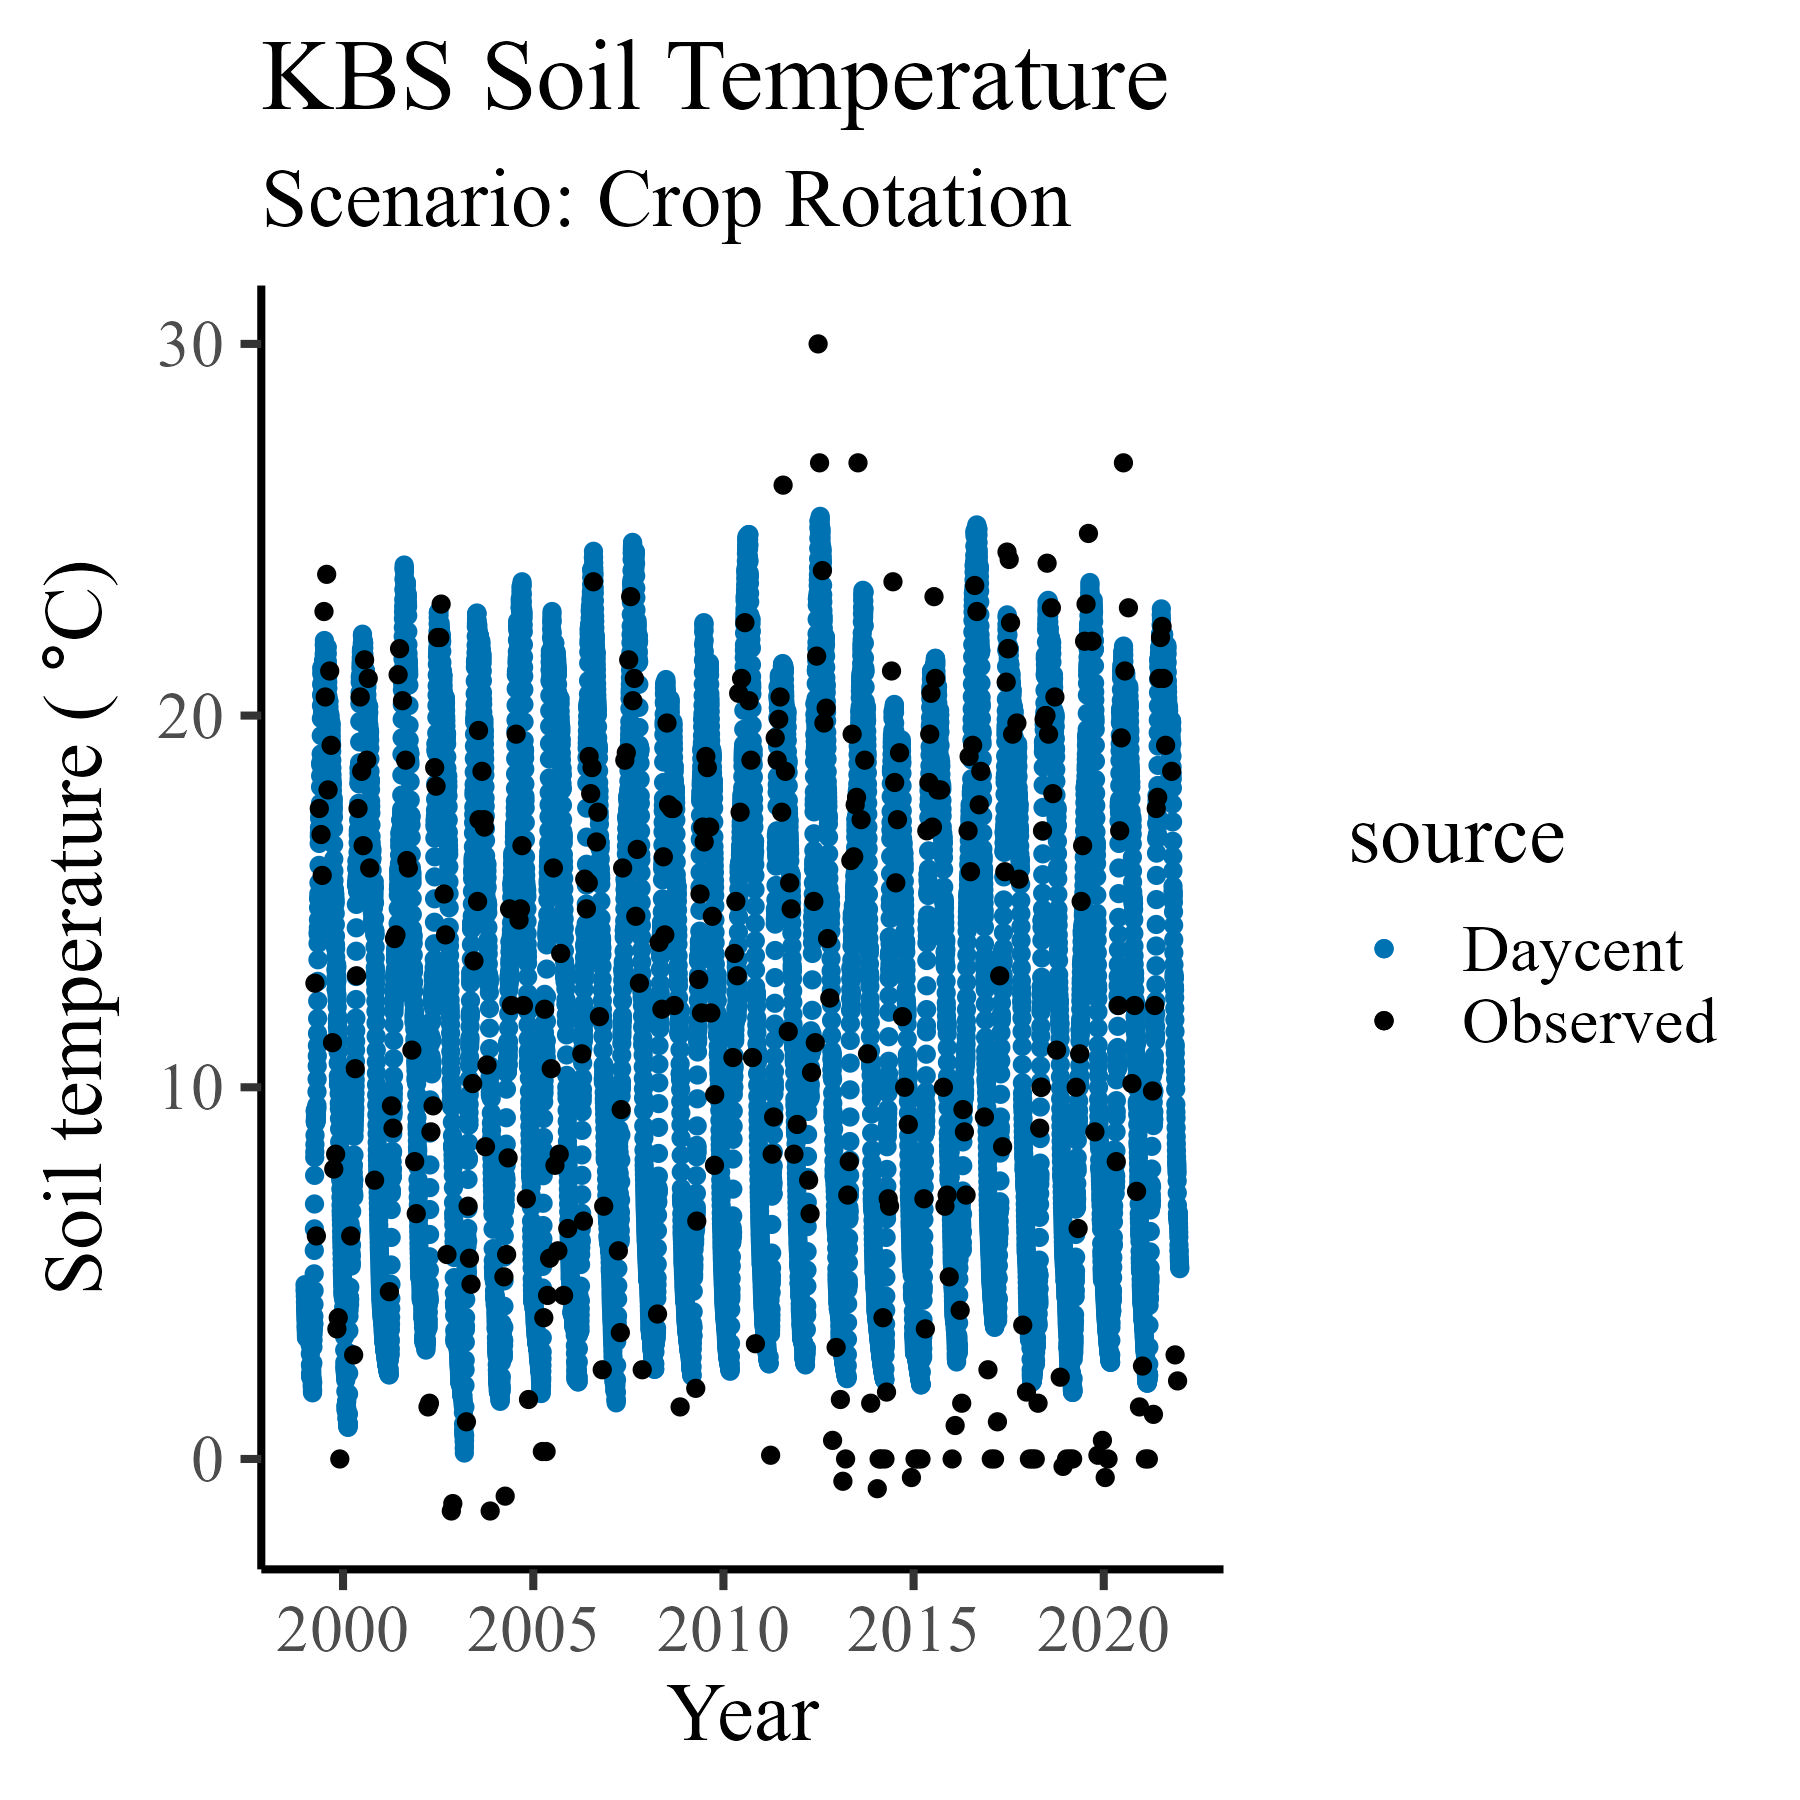 KBS Soil Temperature
Scenario: Crop Rotation
Soil temperature ( °C)
30
20
10
0
2000 2005 2010 2015 2020
Year
source
Daycent
Observed